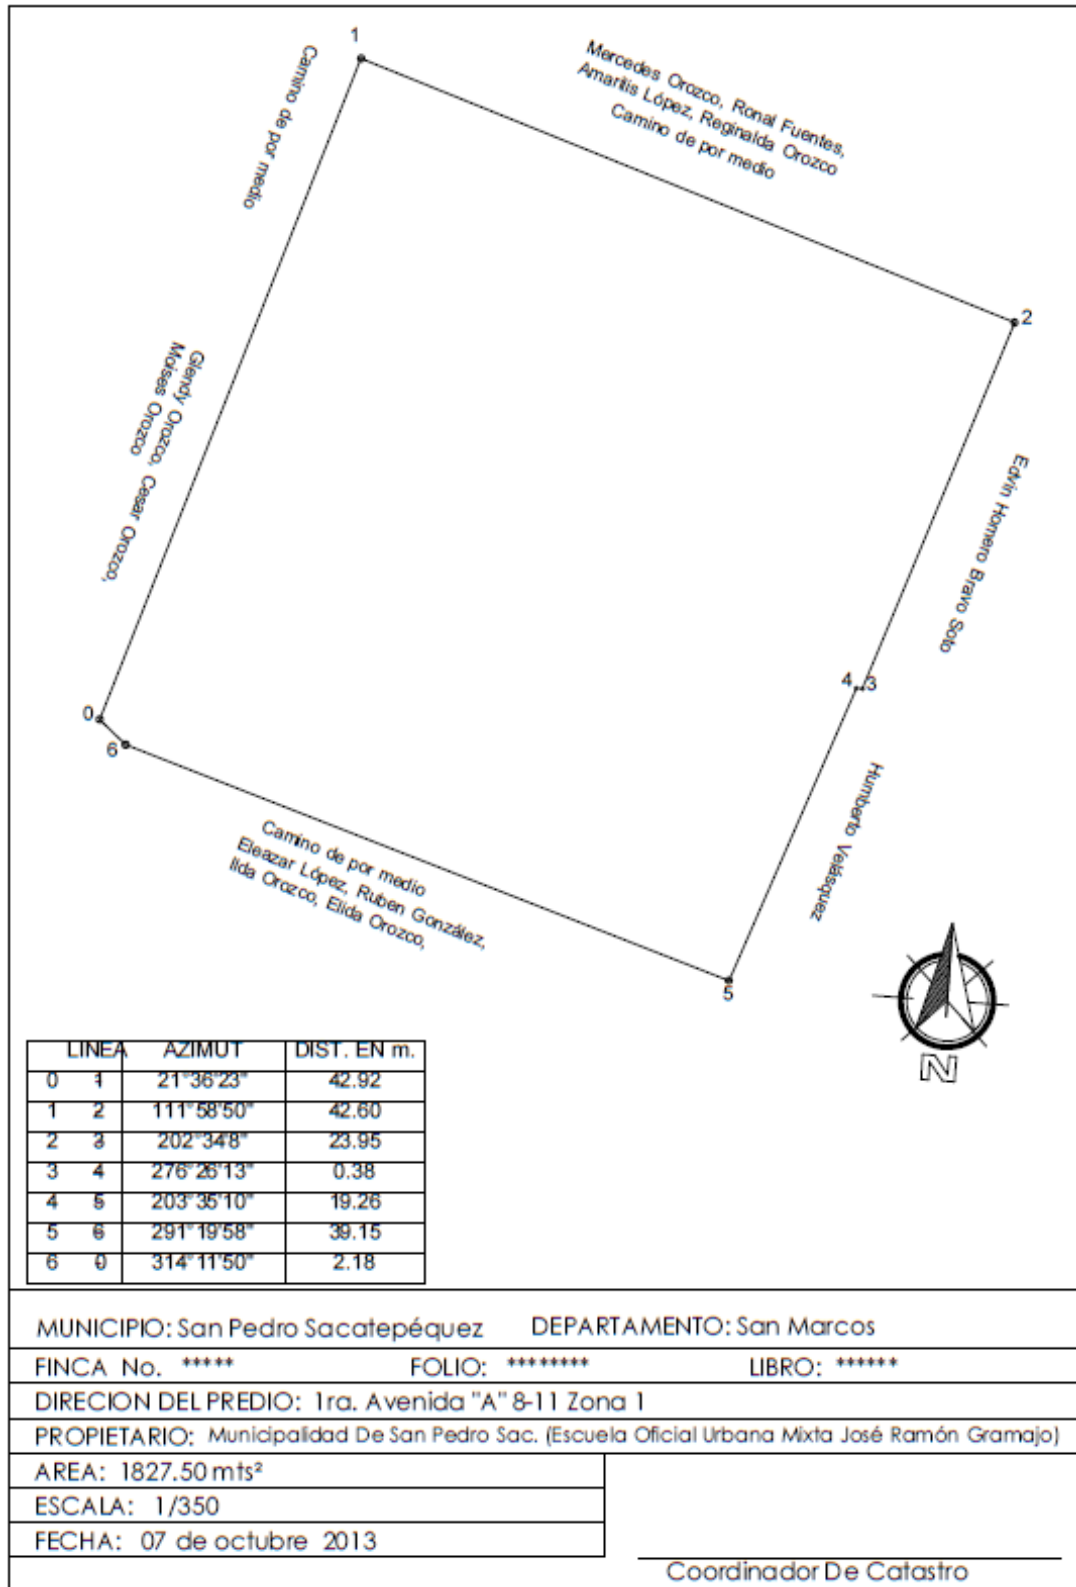 1
Camino de por medio
Mercedes Orozco, Ronal Fuentes,
Amarilis López, Reginalda Orozco
Camino de por medio
2
Glendy Orozco, Cesar Orozco,
Moises Orozco
Edvin Homero Bravo Soto
4 3
0
6
Humberto Velásquez
Camino de por medio
Eleazar López, Ruben González,
Ilda Orozco, Elida Orozco,
5
N
LINEA AZIMUT DIST. EN m.
0 1 21°36'23" 42.92
1 2 111°58'50" 42.60
2 3 202°34'8" 23.95
3 4 276°26'13" 0.38
4 5 203°35'10" 19.26
5 6 291°19'58" 39.15
6 0 314°11'50" 2.18
MUNICIPIO: San Pedro Sacatepéquez DEPARTAMENTO: San Marcos
FINCA No. ***** FOLIO: ******** LIBRO: ******
DIRECION DEL PREDIO: 1ra. Avenida "A" 8-11 Zona 1
PROPIETARIO: Municipalidad De San Pedro Sac. (Escuela Oficial Urbana Mixta José Ramón Gramajo)
AREA: 1827.50 mts²
ESCALA: 1/350
FECHA: 07 de octubre 2013
Coordinador De Catastro